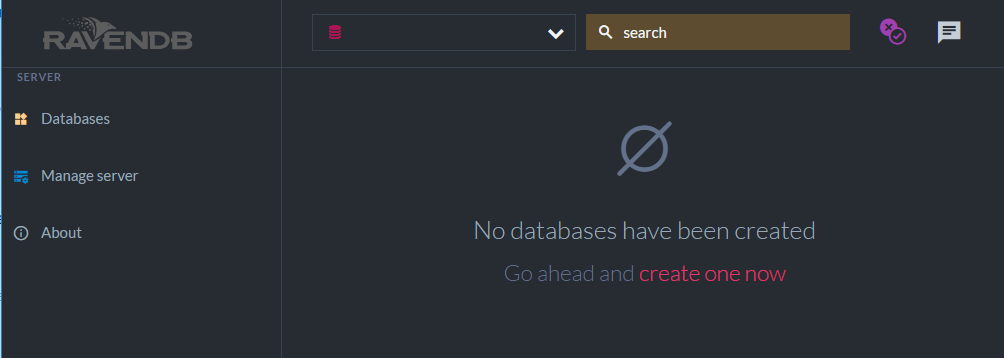 RAVENDB
search
SERVER
Databases
Manage server
About
No databases have been created
Go ahead and create one now